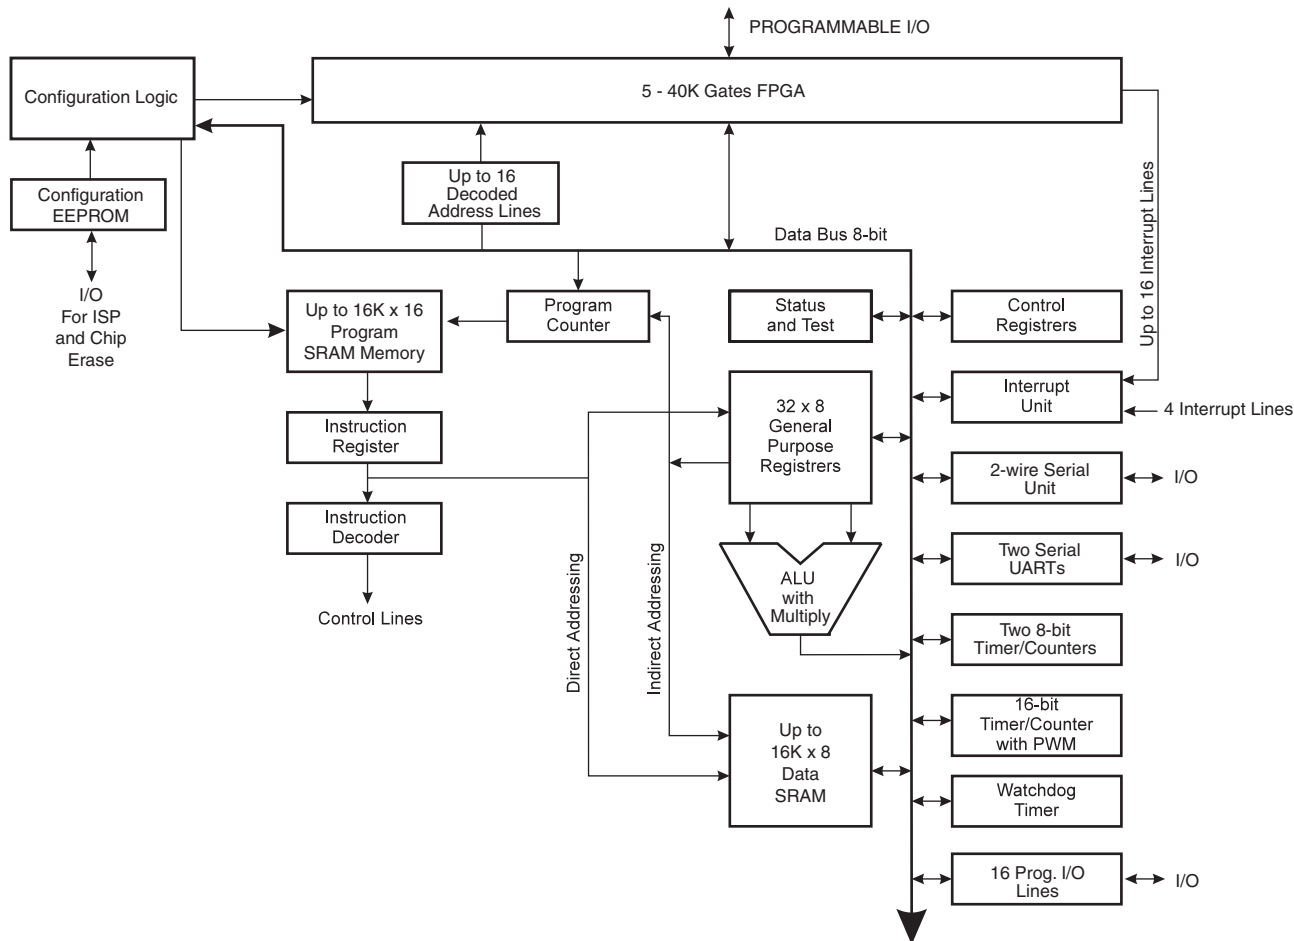 PROGRAMMABLE I/O
Configuration Logic
5 - 40K Gates FPGA
Up to 16
Decoded
Address Lines
Configuration
EEPROM
Up to 16 Interrupt Lines
Data Bus 8-bit
I/O
For ISP
and Chip
Erase
Up to 16K x 16
Program
SRAM Memory
Program
Counter
Status
and Test
Control
Registrers
Interrupt
Unit
4 Interrupt Lines
Instruction
Register
32 x 8
General
Purpose
Registrers
2-wire Serial
Unit
I/O
Instruction
Decoder
Control Lines
Direct Addressing
Indirect Addressing
ALU
with
Multiply
Two Serial
UARTs
I/O
Two 8-bit
Timer/Counters
Up to
16K x 8
Data
SRAM
16-bit
Timer/Counter
with PWM
Watchdog
Timer
16 Prog. I/O
Lines
I/O